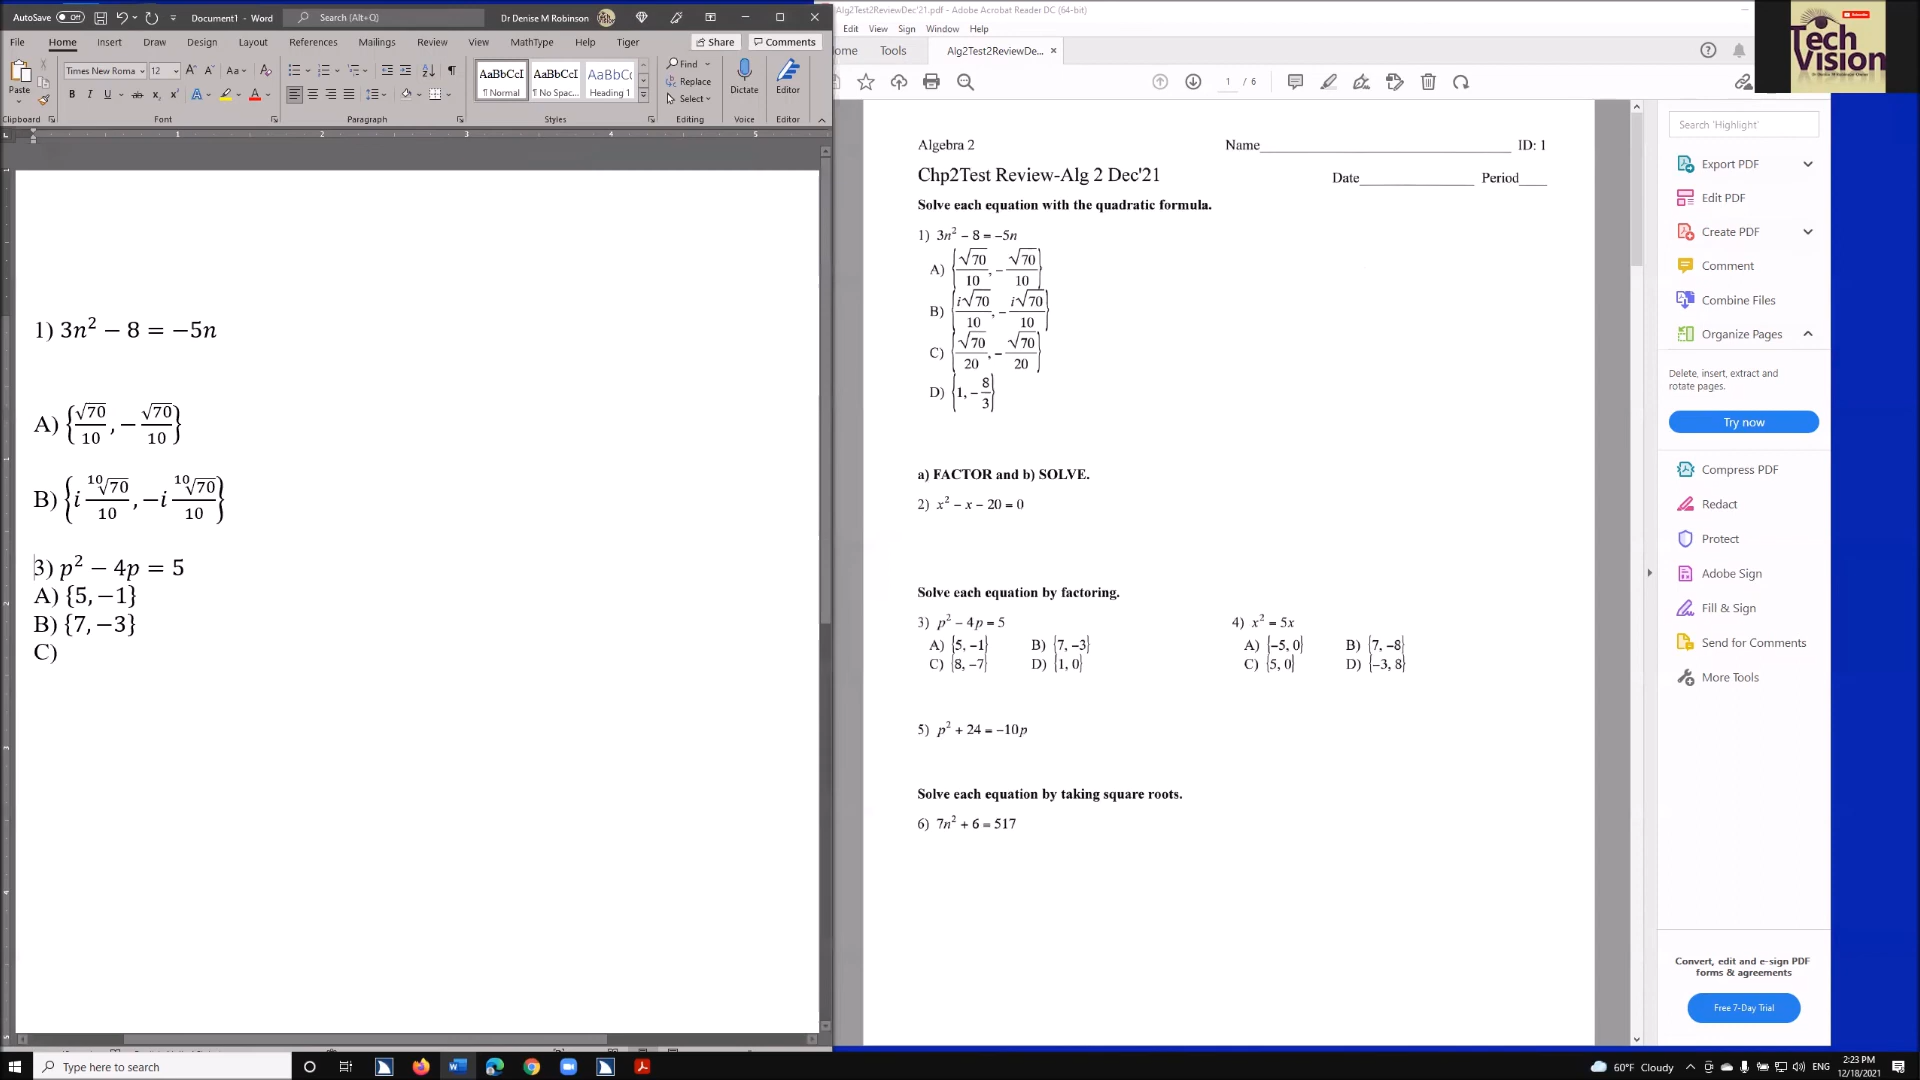 AutoSave Off Document1 - Word Search (Alt+Q) Dr Denise M Robinson
File Home Insert Draw Design Layout References Mailings Review View MathType Help Tiger Share Comments
Paste Times New Roma 12 Aa
B I U ab x₂ x² A A
AaBbCcI AaBbCcI AaBbCc
¶ Normal ¶ No Spac... Heading 1
Find
Replace
Select
Dictate
Editor
Clipboard Font Paragraph Styles Editing Voice Editor
1) 3n² − 8 = −5n
A) {√70/10, −√70/10}
B) {i ¹⁰√70/10, −i ¹⁰√70/10}
3) p² − 4p = 5
A) {5, −1}
B) {7, −3}
C)
Alg2Test2ReviewDec'21.pdf - Adobe Acrobat Reader DC (64-bit)
Edit View Sign Window Help
ome Tools Alg2Test2ReviewDe... ×
1 / 6
Subscribe
Tech
Vision
Algebra 2 Name ID: 1
Chp2Test Review-Alg 2 Dec'21 Date Period
Solve each equation with the quadratic formula.
1) 3n² − 8 = −5n
A) {√70/10, −√70/10}
B) {i√70/10, −i√70/10}
C) {√70/20, −√70/20}
D) {1, −8/3}
a) FACTOR and b) SOLVE.
2) x² − x − 20 = 0
Solve each equation by factoring.
3) p² − 4p = 5 4) x² = 5x
A) {5, −1} B) {7, −3} A) {−5, 0} B) {7, −8}
C) {8, −7} D) {1, 0} C) {5, 0} D) {−3, 8}
5) p² + 24 = −10p
Solve each equation by taking square roots.
6) 7n² + 6 = 517
Search 'Highlight'
Export PDF
Edit PDF
Create PDF
Comment
Combine Files
Organize Pages
Delete, insert, extract and
rotate pages.
Try now
Compress PDF
Redact
Protect
Adobe Sign
Fill & Sign
Send for Comments
More Tools
Convert, edit and e-sign PDF
forms & agreements
Free 7-Day Trial
Type here to search
60°F Cloudy ENG
2:23 PM
12/18/2021